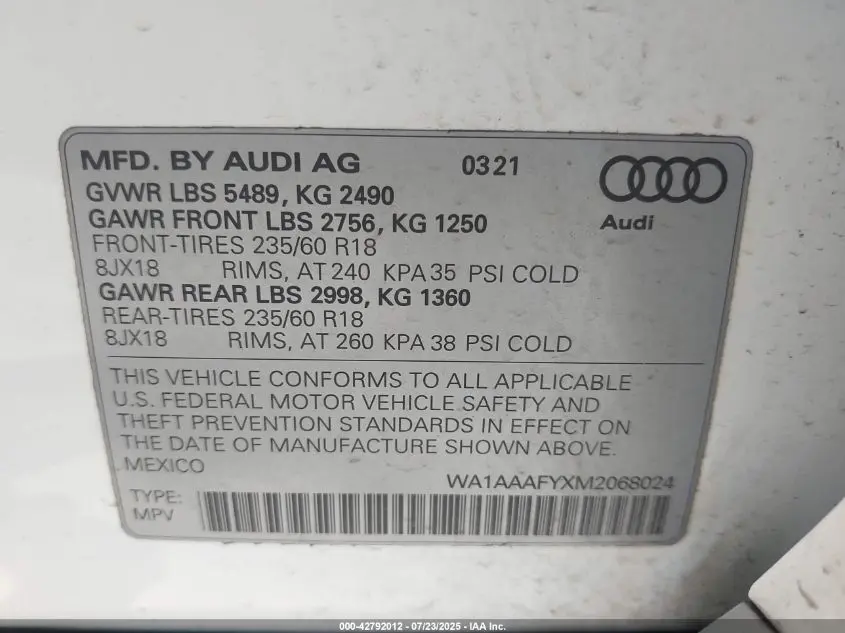 MFD. BY AUDI AG 0321
GVWR LBS 5489, KG 2490
GAWR FRONT LBS 2756, KG 1250
Audi
FRONT-TIRES 235/60 R18
8JX18 RIMS, AT 240 KPA 35 PSI COLD
GAWR REAR LBS 2998, KG 1360
REAR-TIRES 235/60 R18
8JX18 RIMS, AT 260 KPA 38 PSI COLD
THIS VEHICLE CONFORMS TO ALL APPLICABLE
U.S. FEDERAL MOTOR VEHICLE SAFETY AND
THEFT PREVENTION STANDARDS IN EFFECT ON
THE DATE OF MANUFACTURE SHOWN ABOVE.
MEXICO
WA1AAAFYXM2068024
TYPE:
MPV
000-42792012 - 07/23/2025 - IAA Inc.